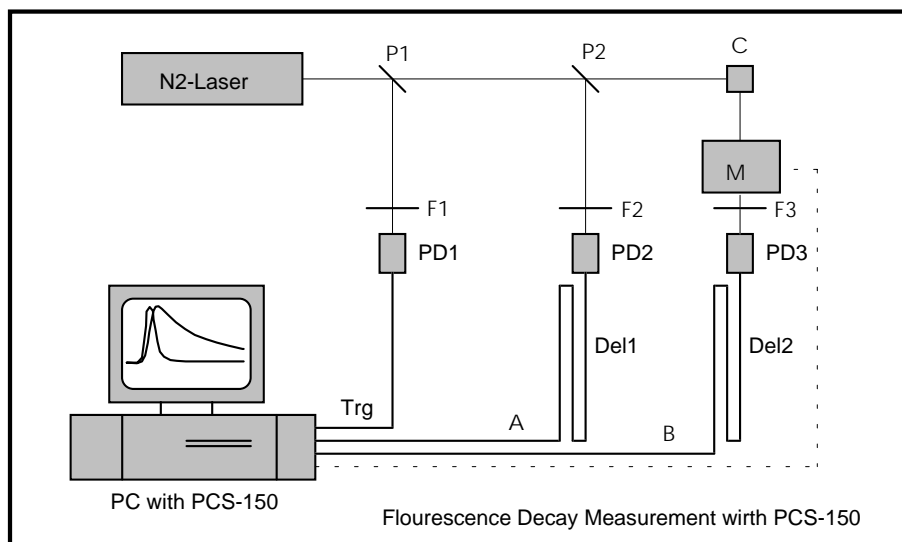 P1
P2
C
N2-Laser
M
F1
F2
F3
PD1
PD2
PD3
Del1
Del2
Trg
A
B
PC with PCS-150
Flourescence Decay Measurement wirth PCS-150